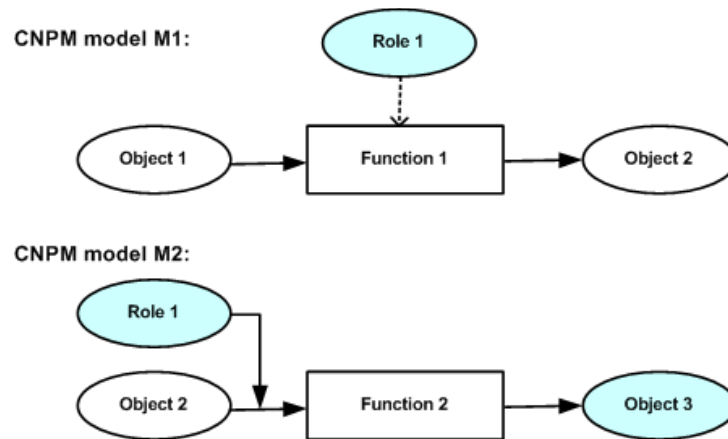 CNPM model M1:
Role 1
Object 1
Function 1
Object 2
CNPM model M2:
Role 1
Object 2
Function 2
Object 3